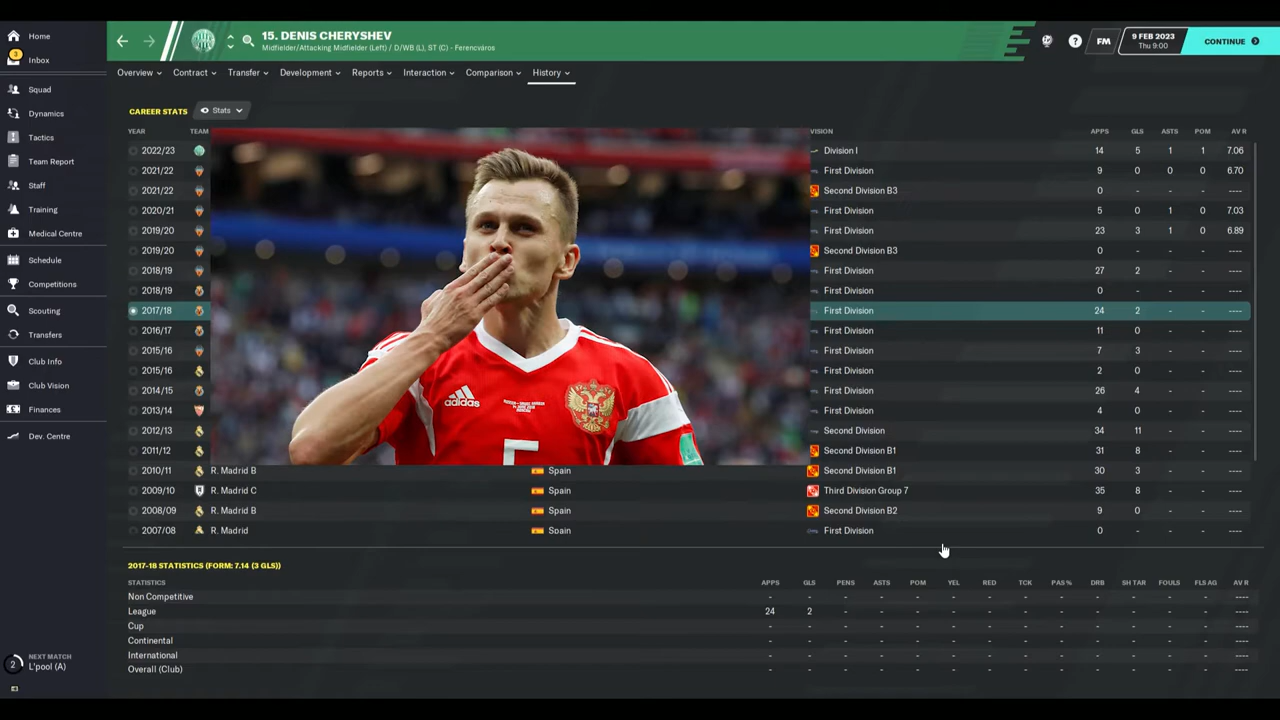 Home
15. DENIS CHERYSHEV
Midfielder/Attacking Midfielder (Left) / D/WB (L), ST (C) - Ferencváros
FM
9 FEB 2023
Thu 9:00
CONTINUE
3
Inbox
Overview Contract Transfer Development Reports Interaction Comparison History
Squad
Dynamics
Tactics
Team Report
Staff
Training
Medical Centre
Schedule
Competitions
Scouting
Transfers
Club Info
Club Vision
Finances
Dev. Centre
2
NEXT MATCH
L'pool (A)
CAREER STATS Stats
YEAR TEAM VISION APPS GLS ASTS POM AV R
2022/23 Division I 14 5 1 1 7.06
2021/22 First Division 9 0 0 0 6.70
2021/22 Second Division B3 0 - - - ----
2020/21 First Division 5 0 1 0 7.03
2019/20 First Division 23 3 1 0 6.89
2019/20 Second Division B3 0 - - - ----
2018/19 First Division 27 2 - - ----
2018/19 First Division 0 - - - ----
2017/18 First Division 24 2 - - ----
2016/17 First Division 11 0 - - ----
2015/16 First Division 7 3 - - ----
2015/16 First Division 2 0 - - ----
2014/15 First Division 26 4 - - ----
2013/14 First Division 4 0 - - ----
2012/13 Second Division 34 11 - - ----
2011/12 Second Division B1 31 8 - - ----
2010/11 R. Madrid B Spain Second Division B1 30 3 - - ----
2009/10 R. Madrid C Spain Third Division Group 7 35 8 - - ----
2008/09 R. Madrid B Spain Second Division B2 9 0 - - ----
2007/08 R. Madrid Spain First Division 0 - - - ----
adidas
2017-18 STATISTICS (FORM: 7.14 (3 GLS))
STATISTICS APPS GLS PENS ASTS POM YEL RED TCK PAS % DRB SH TAR FOULS FLS AG AV R
Non Competitive - - - - - - - - - - - - - ----
League 24 2 - - - - - - - - - - - ----
Cup - - - - - - - - - - - - - ----
Continental - - - - - - - - - - - - - ----
International - - - - - - - - - - - - - ----
Overall (Club) - - - - - - - - - - - - - ----